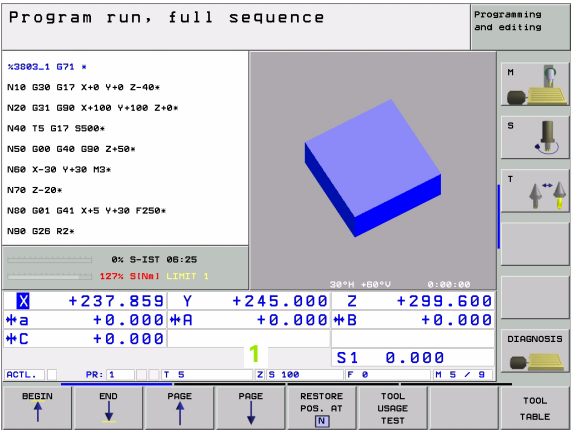 Program run, full sequence
Programming
and editing
%3803_1 G71 *
N10 G30 G17 X+0 Y+0 Z-40*
N20 G31 G90 X+100 Y+100 Z+0*
N40 T5 G17 S500*
N50 G00 G40 G90 Z+50*
N60 X-30 Y+30 M3*
N70 Z-20*
N80 G01 G41 X+5 Y+30 F250*
N90 G26 R2*
M
S
T
0% S-IST 06:25
127% S[Nm] LIMIT 1
30°H +60°V 0:00:00
X +237.859 Y +245.000 Z +299.600
a +0.000 A +0.000 B +0.000
C +0.000
1
S1 0.000
ACTL. PR: 1 T 5 Z S 100 F 0 M 5 / 9
DIAGNOSIS
BEGIN
END
PAGE
PAGE
RESTORE
POS. AT
N
TOOL
USAGE
TEST
TOOL
TABLE